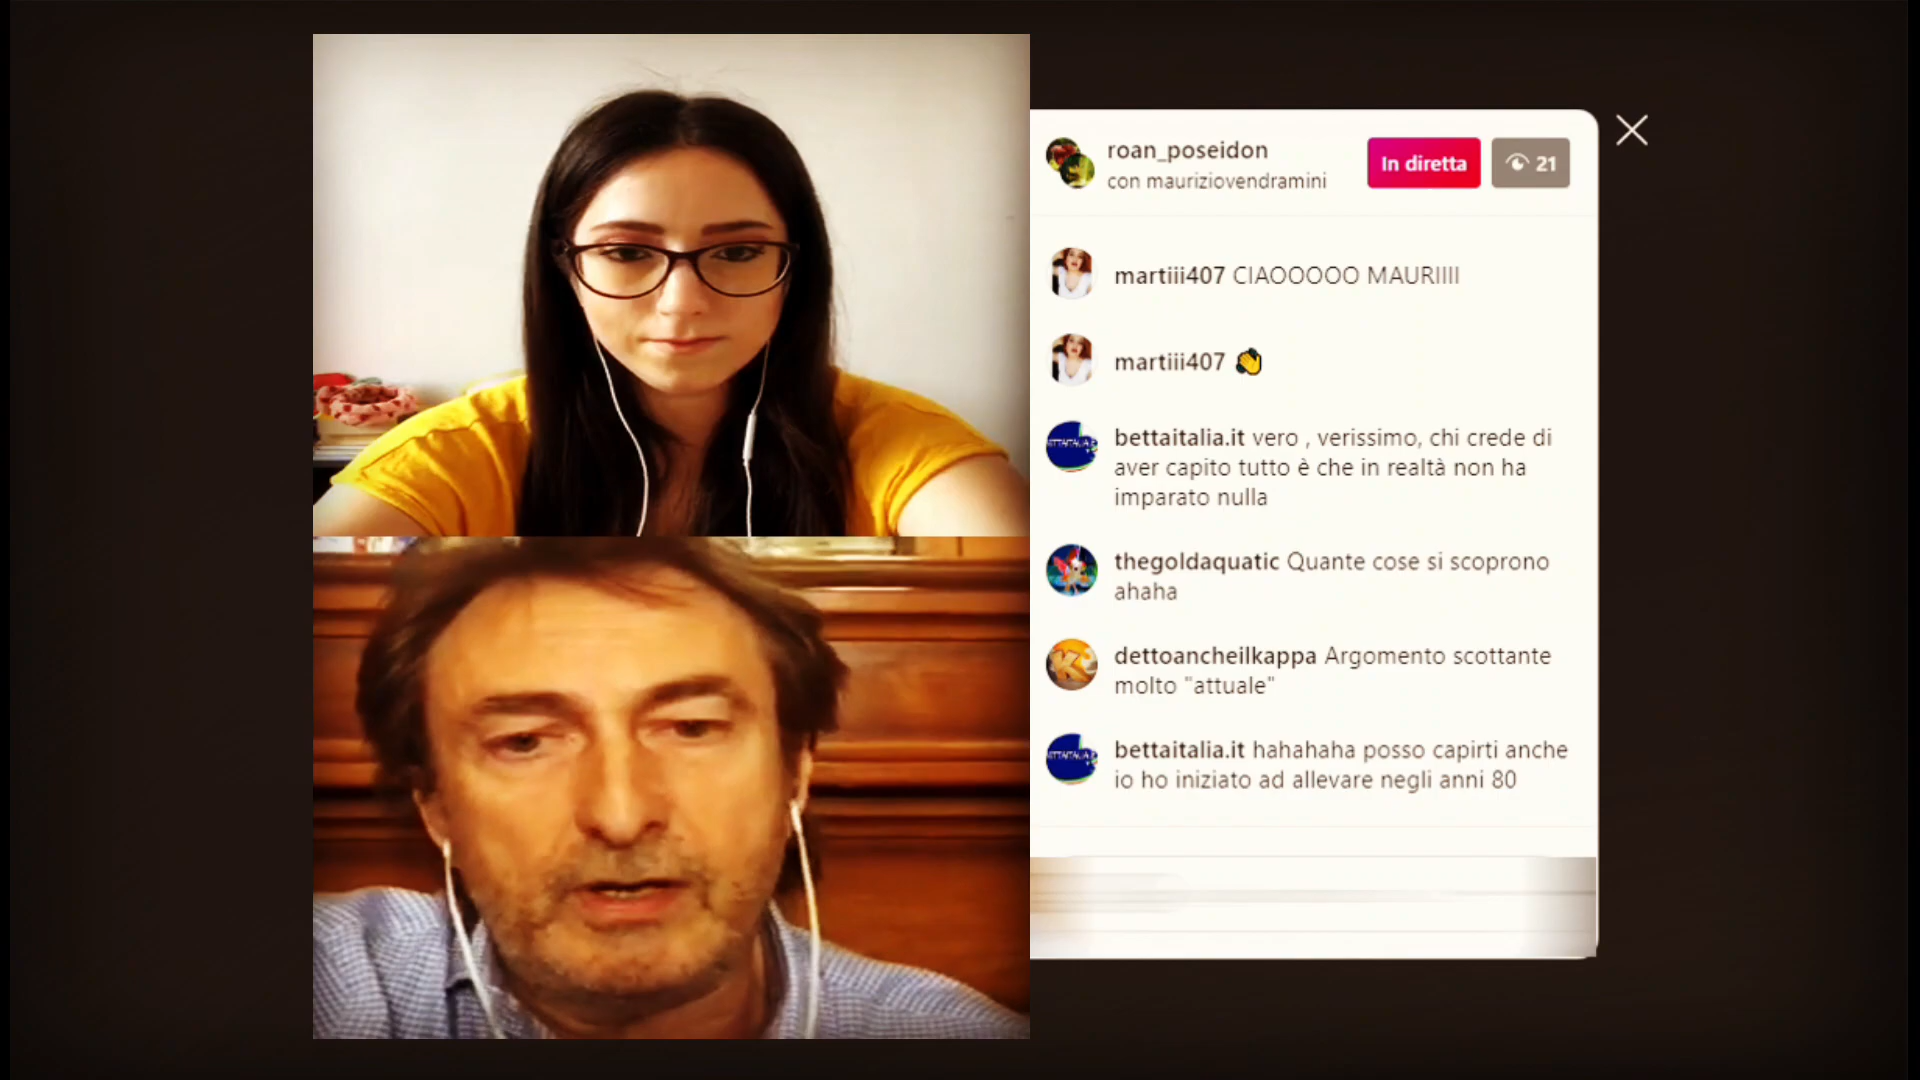 roan_poseidon
con mauriziovendramini
In diretta
21
martiii407 CIAOOOOO MAURIIII
martiii407
bettaitalia.it vero , verissimo, chi crede di
aver capito tutto è che in realtà non ha
imparato nulla
thegoldaquatic Quante cose si scoprono
ahaha
dettoancheilkappa Argomento scottante
molto "attuale"
bettaitalia.it hahahaha posso capirti anche
io ho iniziato ad allevare negli anni 80